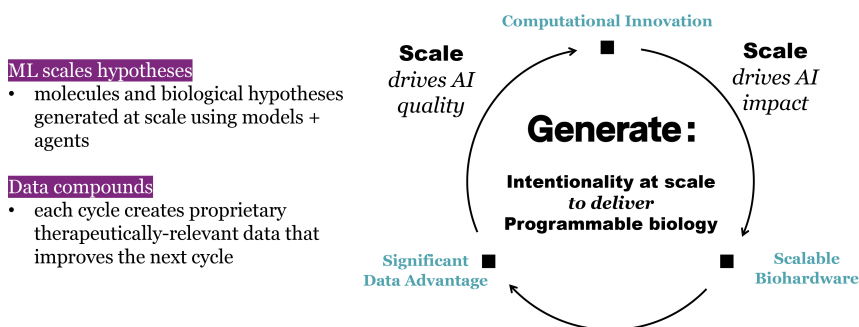 ML scales hypotheses
• molecules and biological hypotheses
generated at scale using models +
agents
Data compounds
• each cycle creates proprietary
therapeutically-relevant data that
improves the next cycle
Computational Innovation
Scale
drives AI
quality
Scale
drives AI
impact
Generate:
Intentionality at scale
to deliver
Programmable biology
Significant
Data Advantage
Scalable
Biohardware